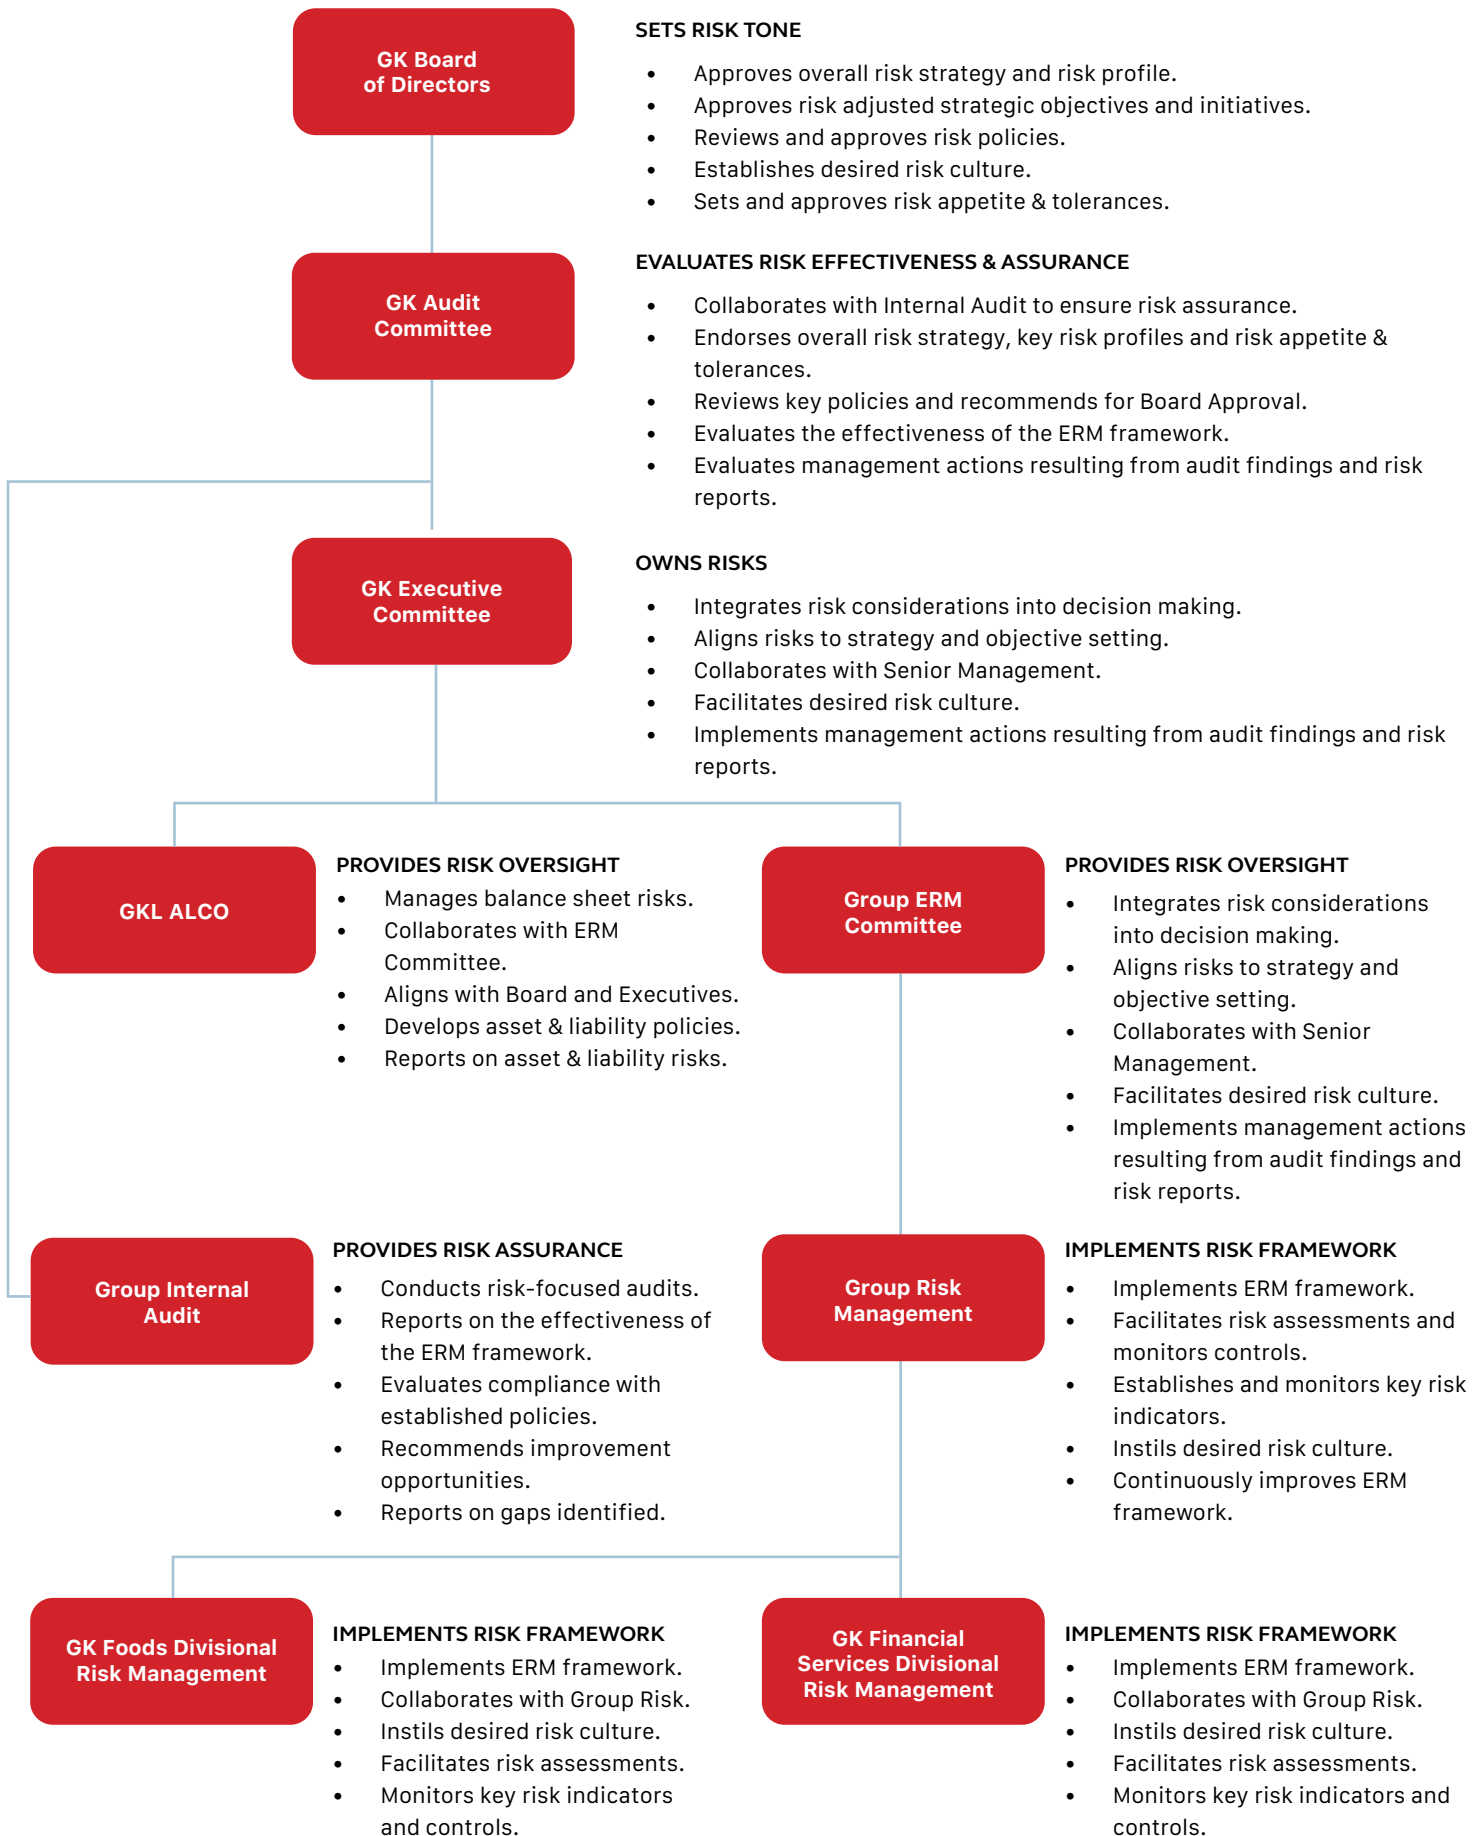 GK Board
of Directors
SETS RISK TONE
• Approves overall risk strategy and risk profile.
• Approves risk adjusted strategic objectives and initiatives.
• Reviews and approves risk policies.
• Establishes desired risk culture.
• Sets and approves risk appetite & tolerances.
GK Audit
Committee
EVALUATES RISK EFFECTIVENESS & ASSURANCE
• Collaborates with Internal Audit to ensure risk assurance.
• Endorses overall risk strategy, key risk profiles and risk appetite &
tolerances.
• Reviews key policies and recommends for Board Approval.
• Evaluates the effectiveness of the ERM framework.
• Evaluates management actions resulting from audit findings and risk
reports.
GK Executive
Committee
OWNS RISKS
• Integrates risk considerations into decision making.
• Aligns risks to strategy and objective setting.
• Collaborates with Senior Management.
• Facilitates desired risk culture.
• Implements management actions resulting from audit findings and risk
reports.
GKL ALCO
PROVIDES RISK OVERSIGHT
• Manages balance sheet risks.
• Collaborates with ERM
Committee.
• Aligns with Board and Executives.
• Develops asset & liability policies.
• Reports on asset & liability risks.
Group ERM
Committee
PROVIDES RISK OVERSIGHT
• Integrates risk considerations
into decision making.
• Aligns risks to strategy and
objective setting.
• Collaborates with Senior
Management.
• Facilitates desired risk culture.
• Implements management actions
resulting from audit findings and
risk reports.
Group Internal
Audit
PROVIDES RISK ASSURANCE
• Conducts risk-focused audits.
• Reports on the effectiveness of
the ERM framework.
• Evaluates compliance with
established policies.
• Recommends improvement
opportunities.
• Reports on gaps identified.
Group Risk
Management
IMPLEMENTS RISK FRAMEWORK
• Implements ERM framework.
• Facilitates risk assessments and
monitors controls.
• Establishes and monitors key risk
indicators.
• Instils desired risk culture.
• Continuously improves ERM
framework.
GK Foods Divisional
Risk Management
IMPLEMENTS RISK FRAMEWORK
• Implements ERM framework.
• Collaborates with Group Risk.
• Instils desired risk culture.
• Facilitates risk assessments.
• Monitors key risk indicators
and controls.
GK Financial
Services Divisional
Risk Management
IMPLEMENTS RISK FRAMEWORK
• Implements ERM framework.
• Collaborates with Group Risk.
• Instils desired risk culture.
• Facilitates risk assessments.
• Monitors key risk indicators and
controls.